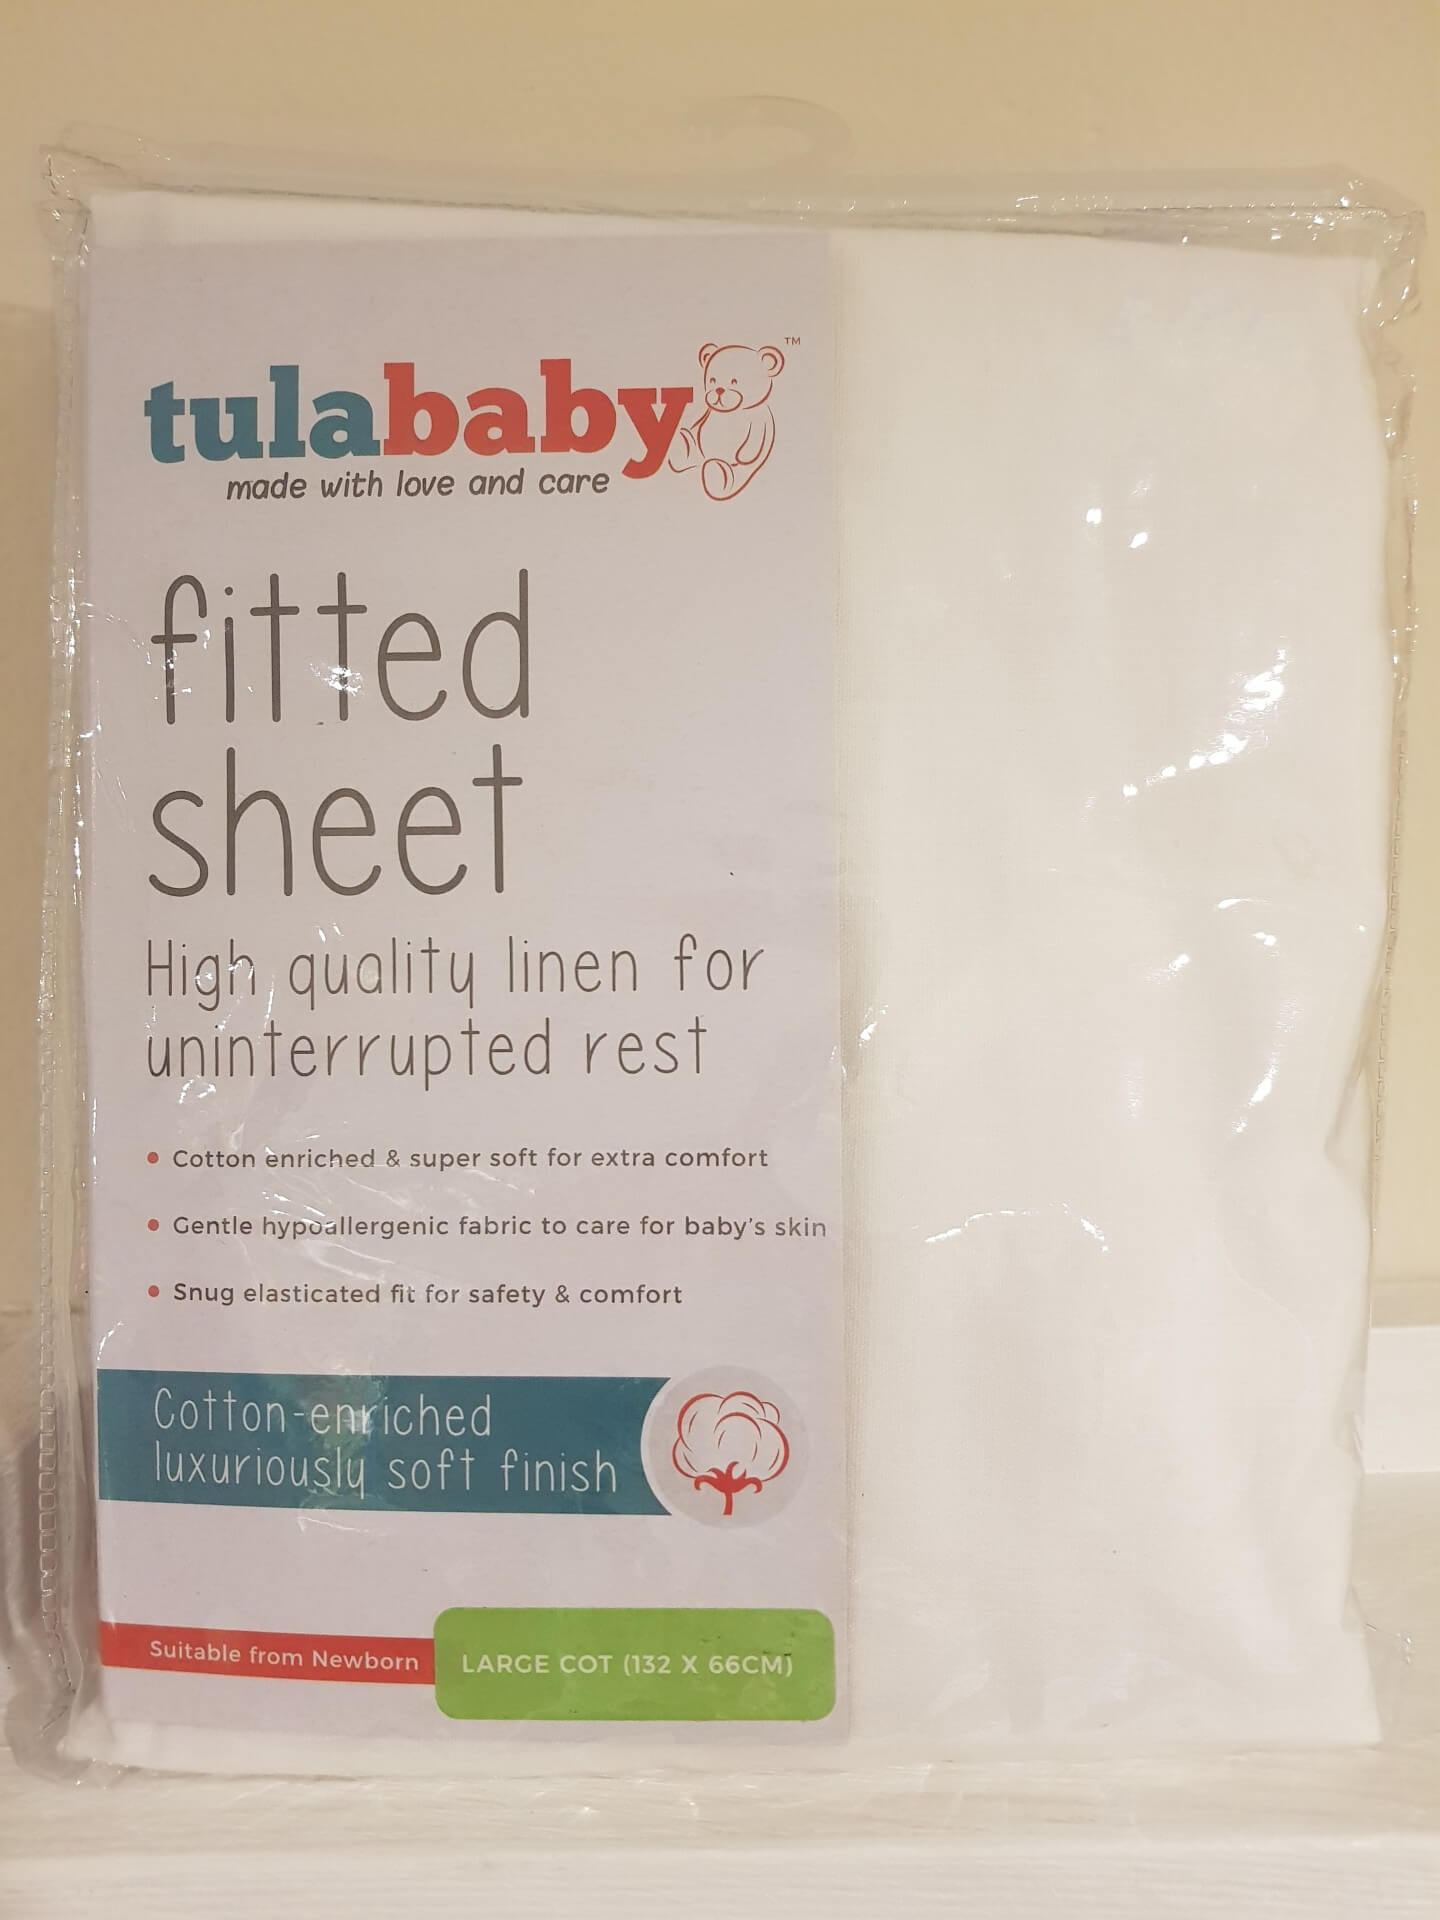 tulababy™
made with love and care
fitted
sheet
High quality linen for
uninterrupted rest
• Cotton enriched & super soft for extra comfort
• Gentle hypoallergenic fabric to care for baby's skin
• Snug elasticated fit for safety & comfort
Cotton-enriched
luxuriously soft finish
Suitable from Newborn
LARGE COT (132 X 66CM)